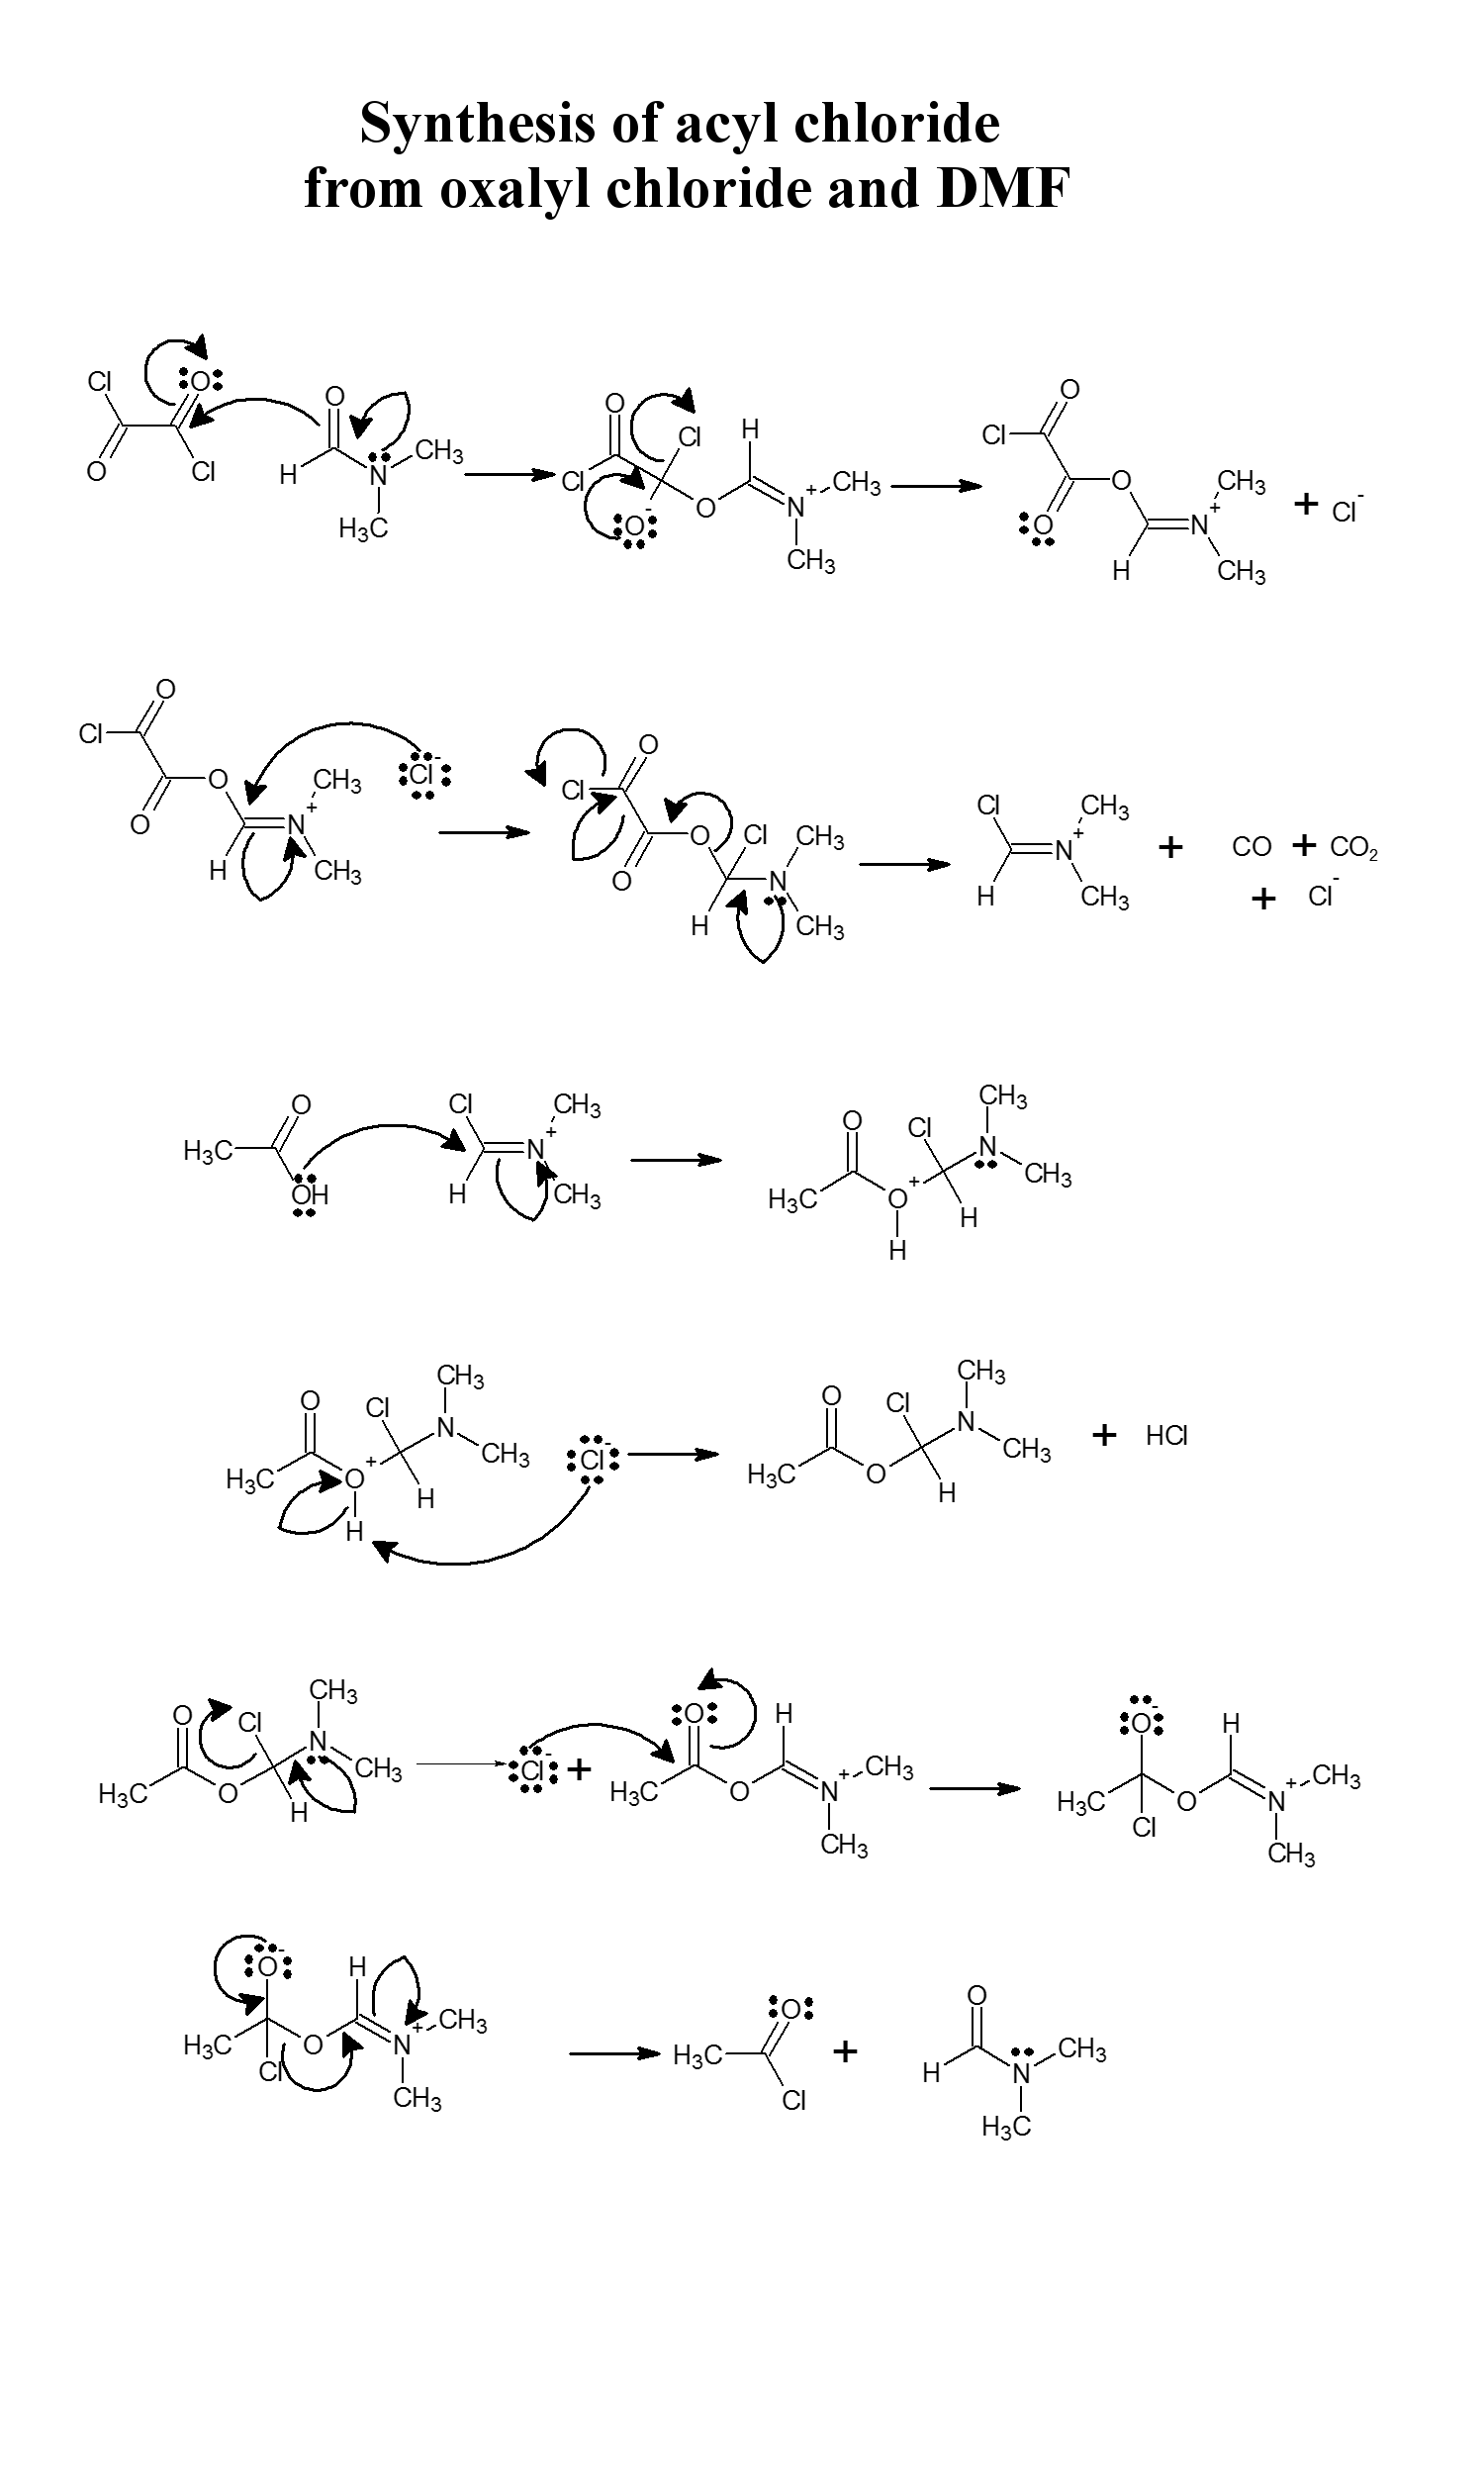 Synthesis of acyl chloride
from oxalyl chloride and DMF
Cl O O Cl O H N CH3 H3C O Cl Cl O- O H N+ CH3 CH3 O Cl O O H N+ CH3 CH3 + Cl-
O Cl O O H N+ CH3 CH3 Cl- O Cl O O Cl H N CH3 CH3 Cl H N+ CH3 CH3 + CO + CO2
+ Cl-
O H3C OH Cl H N+ CH3 CH3 O H3C O+ H Cl H N CH3 CH3
O H3C O+ H Cl H N CH3 CH3 Cl- O H3C O Cl H N CH3 CH3 + HCl
O H3C O Cl H N CH3 CH3 Cl- + O H3C O H N+ CH3 CH3 O- H3C Cl O H N+ CH3 CH3
O- H3C Cl O H N+ CH3 CH3 H3C O Cl + O H N CH3 H3C